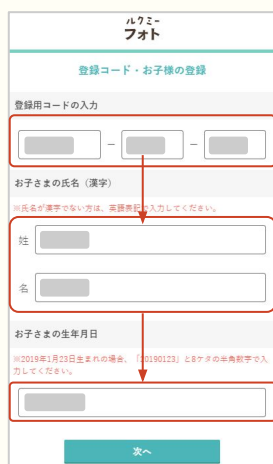 ルクミー
フォト
登録コード・お子様の登録
登録用コードの入力
お子さまの氏名（漢字）
※氏名が漢字でない方は、英語表記で入力してください。
姓
名
お子さまの生年月日
※2019年1月23日生まれの場合、「20190123」と8ケタの半角数字で入
力してください。
次へ